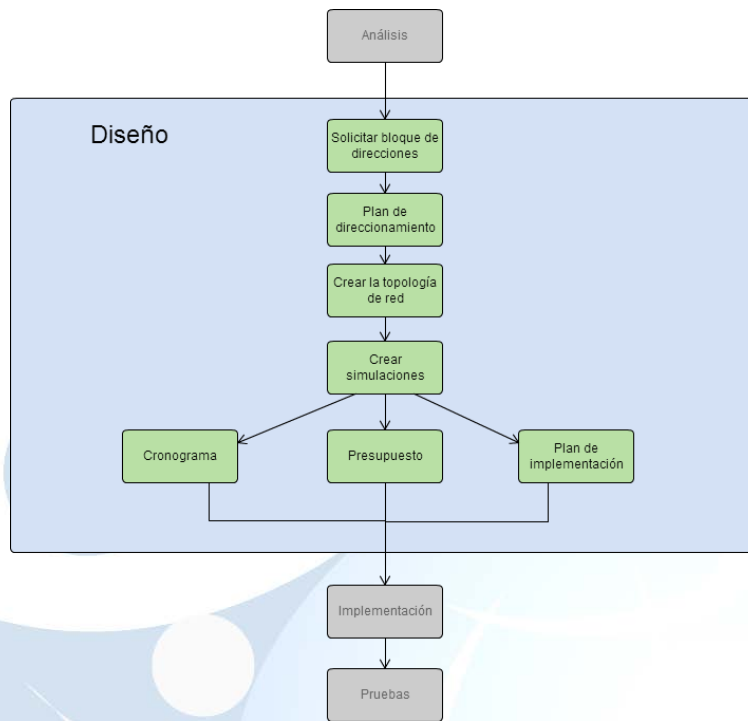 Análisis
Diseño
Solicitar bloque de
direcciones
Plan de
direccionamiento
Crear la topología
de red
Crear
simulaciones
Cronograma
Presupuesto
Plan de
implementación
Implementación
Pruebas